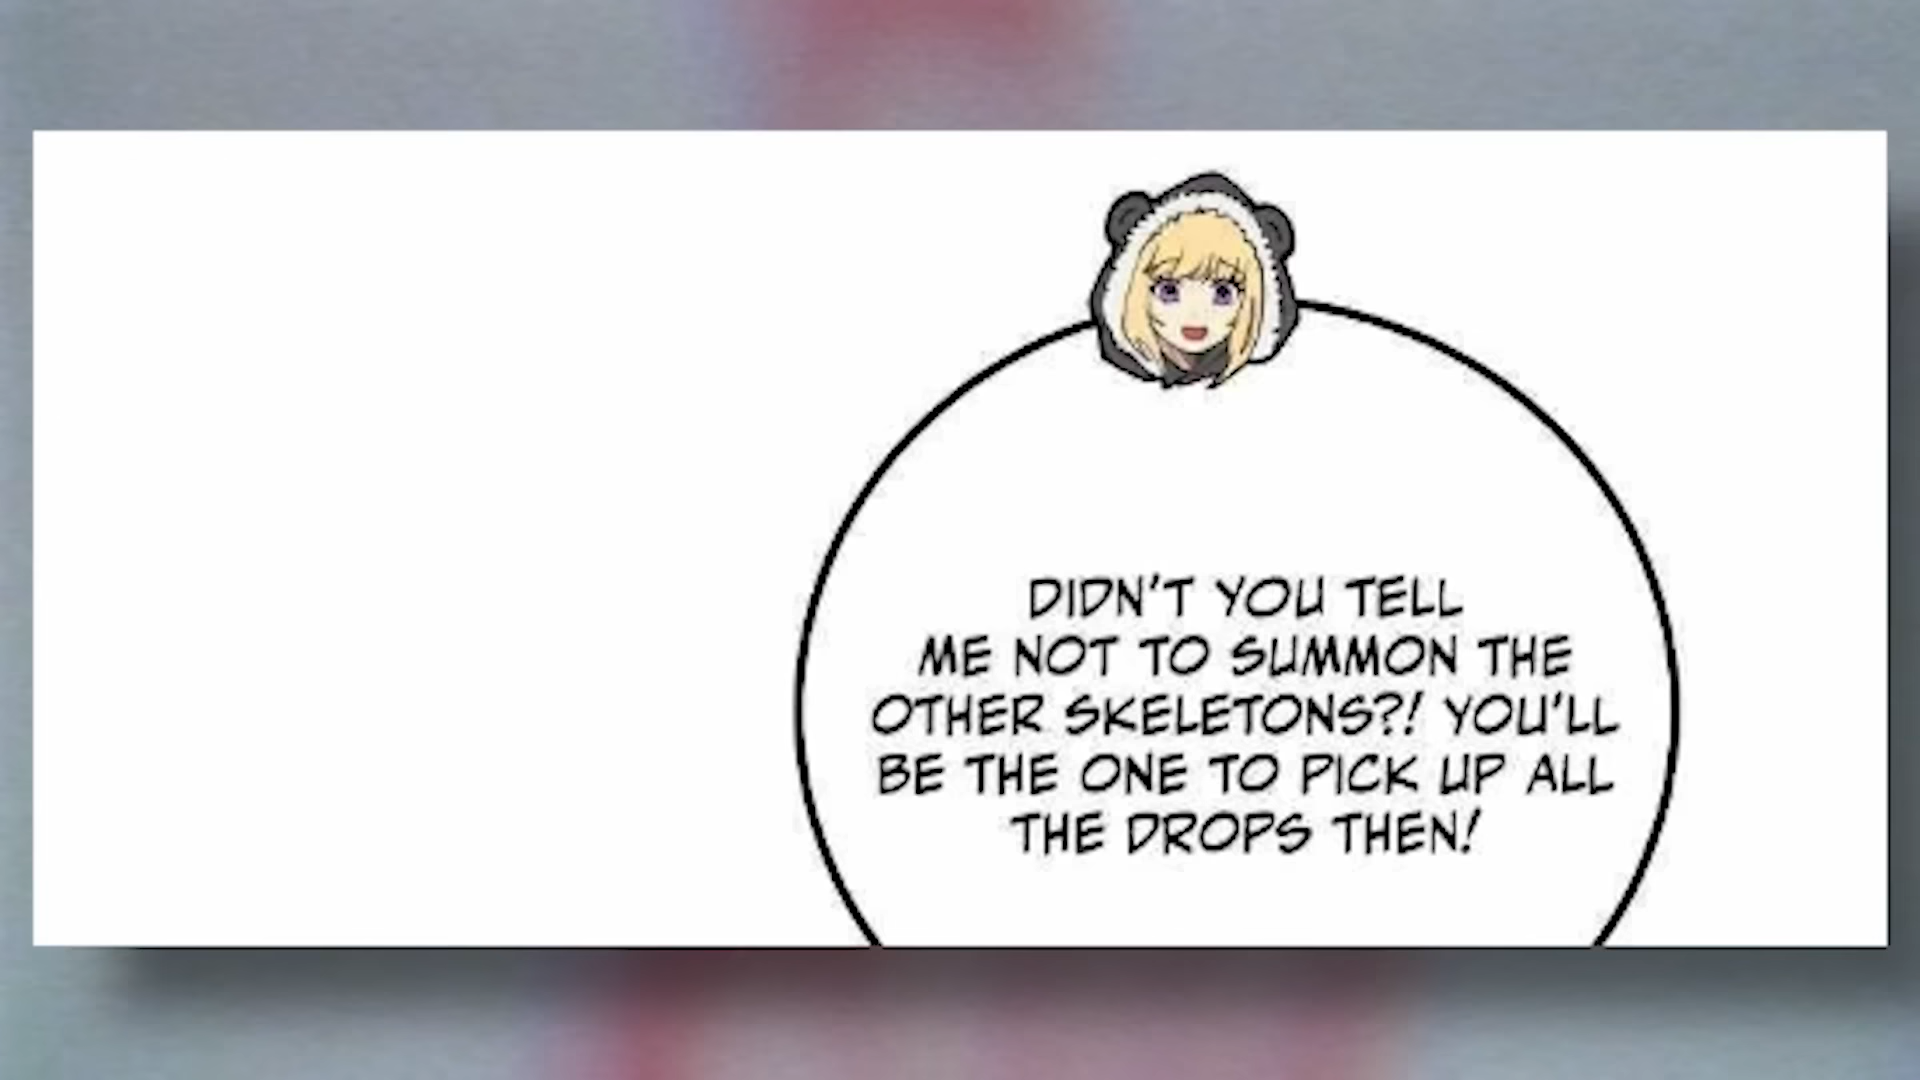 DIDN'T YOU TELL
ME NOT TO SUMMON THE
OTHER SKELETONS?! YOU'LL
BE THE ONE TO PICK UP ALL
THE DROPS THEN!